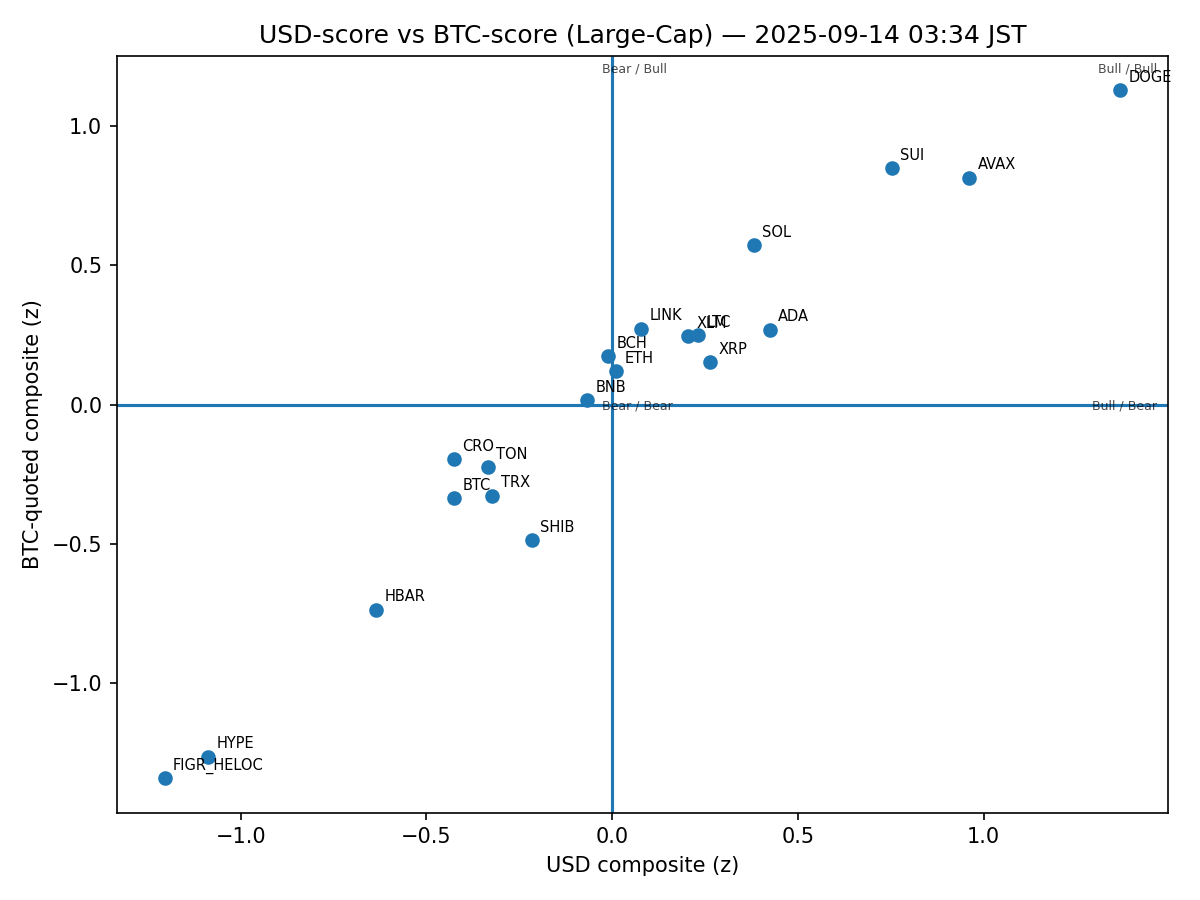 USD-score vs BTC-score (Large-Cap) — 2025-09-14 03:34 JST
Bear / Bull
Bull / Bull
DOGE
SUI
AVAX
SOL
LINK
XLM
LTC
ADA
BCH
ETH
XRP
BNB
Bear / Bear
Bull / Bear
CRO
TON
BTC
TRX
SHIB
HBAR
HYPE
FIGR_HELOC
1.0
0.5
0.0
−0.5
−1.0
BTC-quoted composite (z)
−1.0
−0.5
0.0
0.5
1.0
USD composite (z)